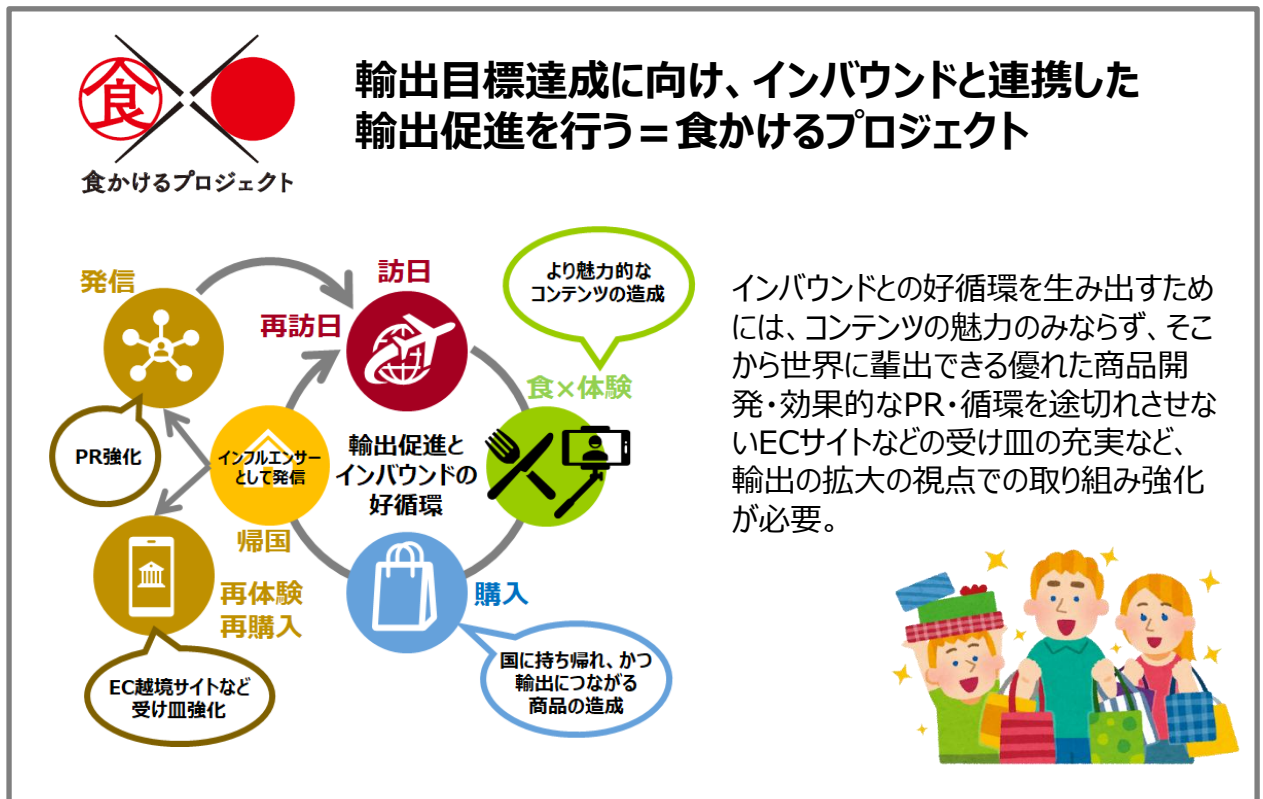 食
食かけるプロジェクト
輸出目標達成に向け、インバウンドと連携した
輸出促進を行う＝食かけるプロジェクト
発信
訪日
再訪日
より魅力的な
コンテンツの造成
食×体験
PR強化
インフルエンサー
として発信
輸出促進と
インバウンドの
好循環
帰国
再体験
再購入
購入
EC越境サイトなど
受け皿強化
国に持ち帰れ、かつ
輸出につながる
商品の造成
インバウンドとの好循環を生み出すため
には、コンテンツの魅力のみならず、そこ
から世界に輩出できる優れた商品開
発・効果的なPR・循環を途切れさせな
いECサイトなどの受け皿の充実など、
輸出の拡大の視点での取り組み強化
が必要。